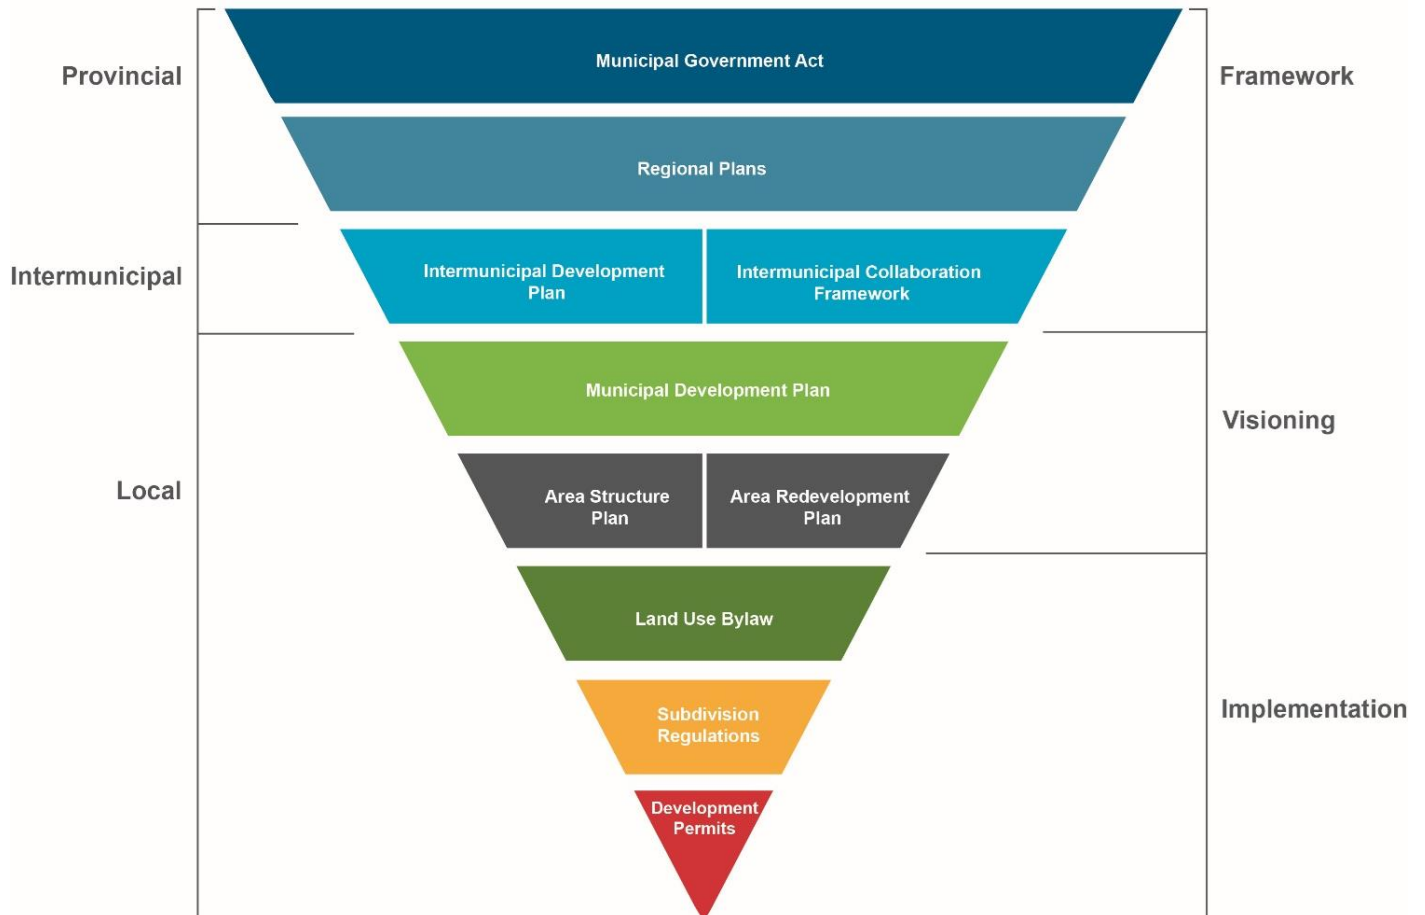 Provincial
Municipal Government Act
Framework
Regional Plans
Intermunicipal
Intermunicipal Development
Plan
Intermunicipal Collaboration
Framework
Municipal Development Plan
Visioning
Local
Area Structure
Plan
Area Redevelopment
Plan
Land Use Bylaw
Subdivision
Regulations
Implementation
Development
Permits